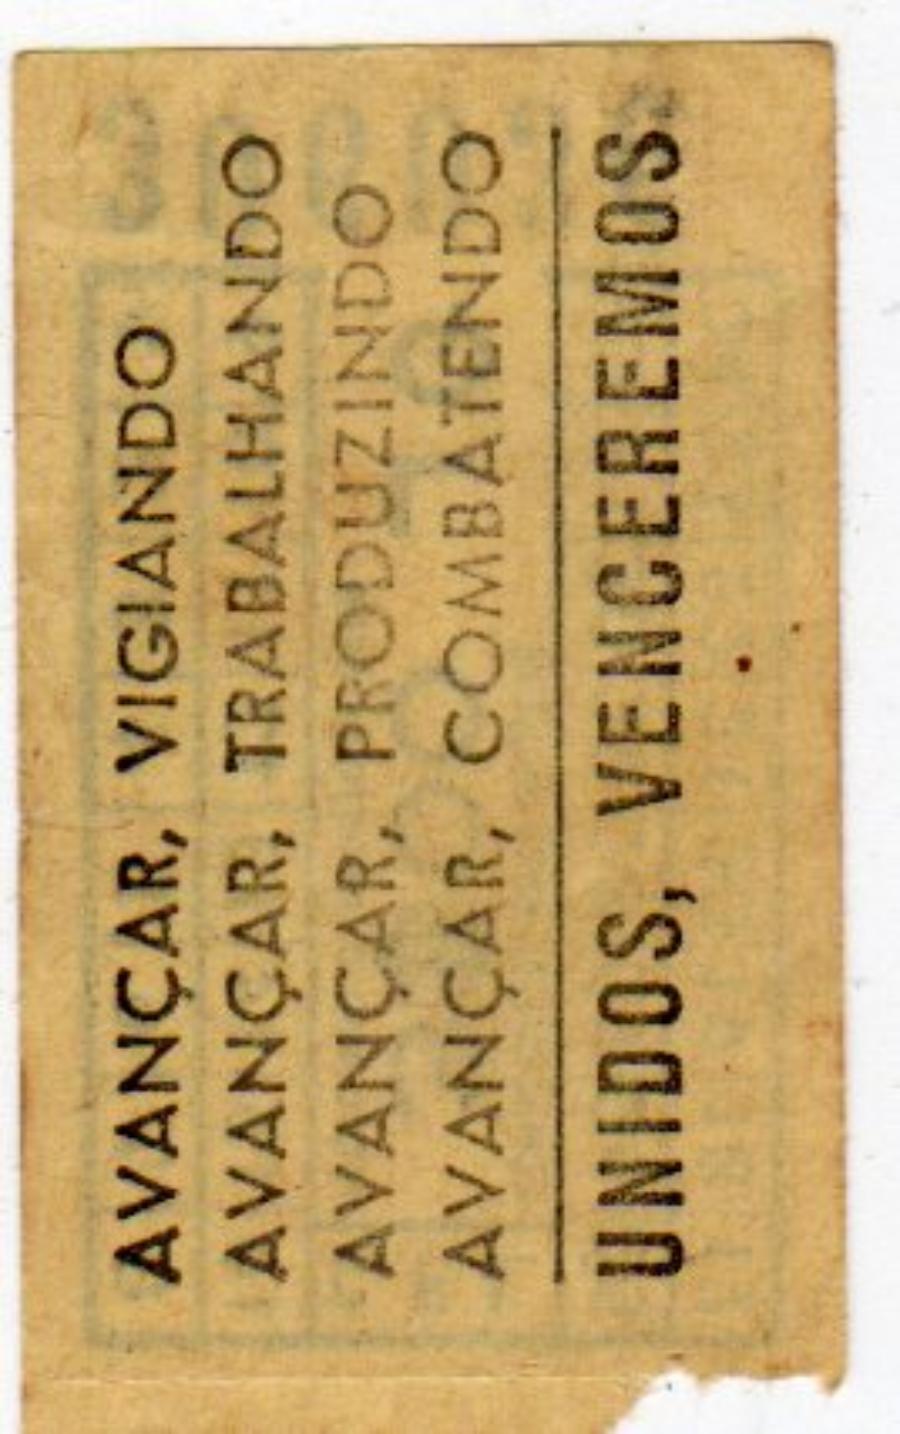 AVANÇAR, VIGIANDO
AVANÇAR, TRABALHANDO
AVANÇAR, PRODUZINDO
AVANÇAR, COMBATENDO
UNIDOS, VENCEREMOS.